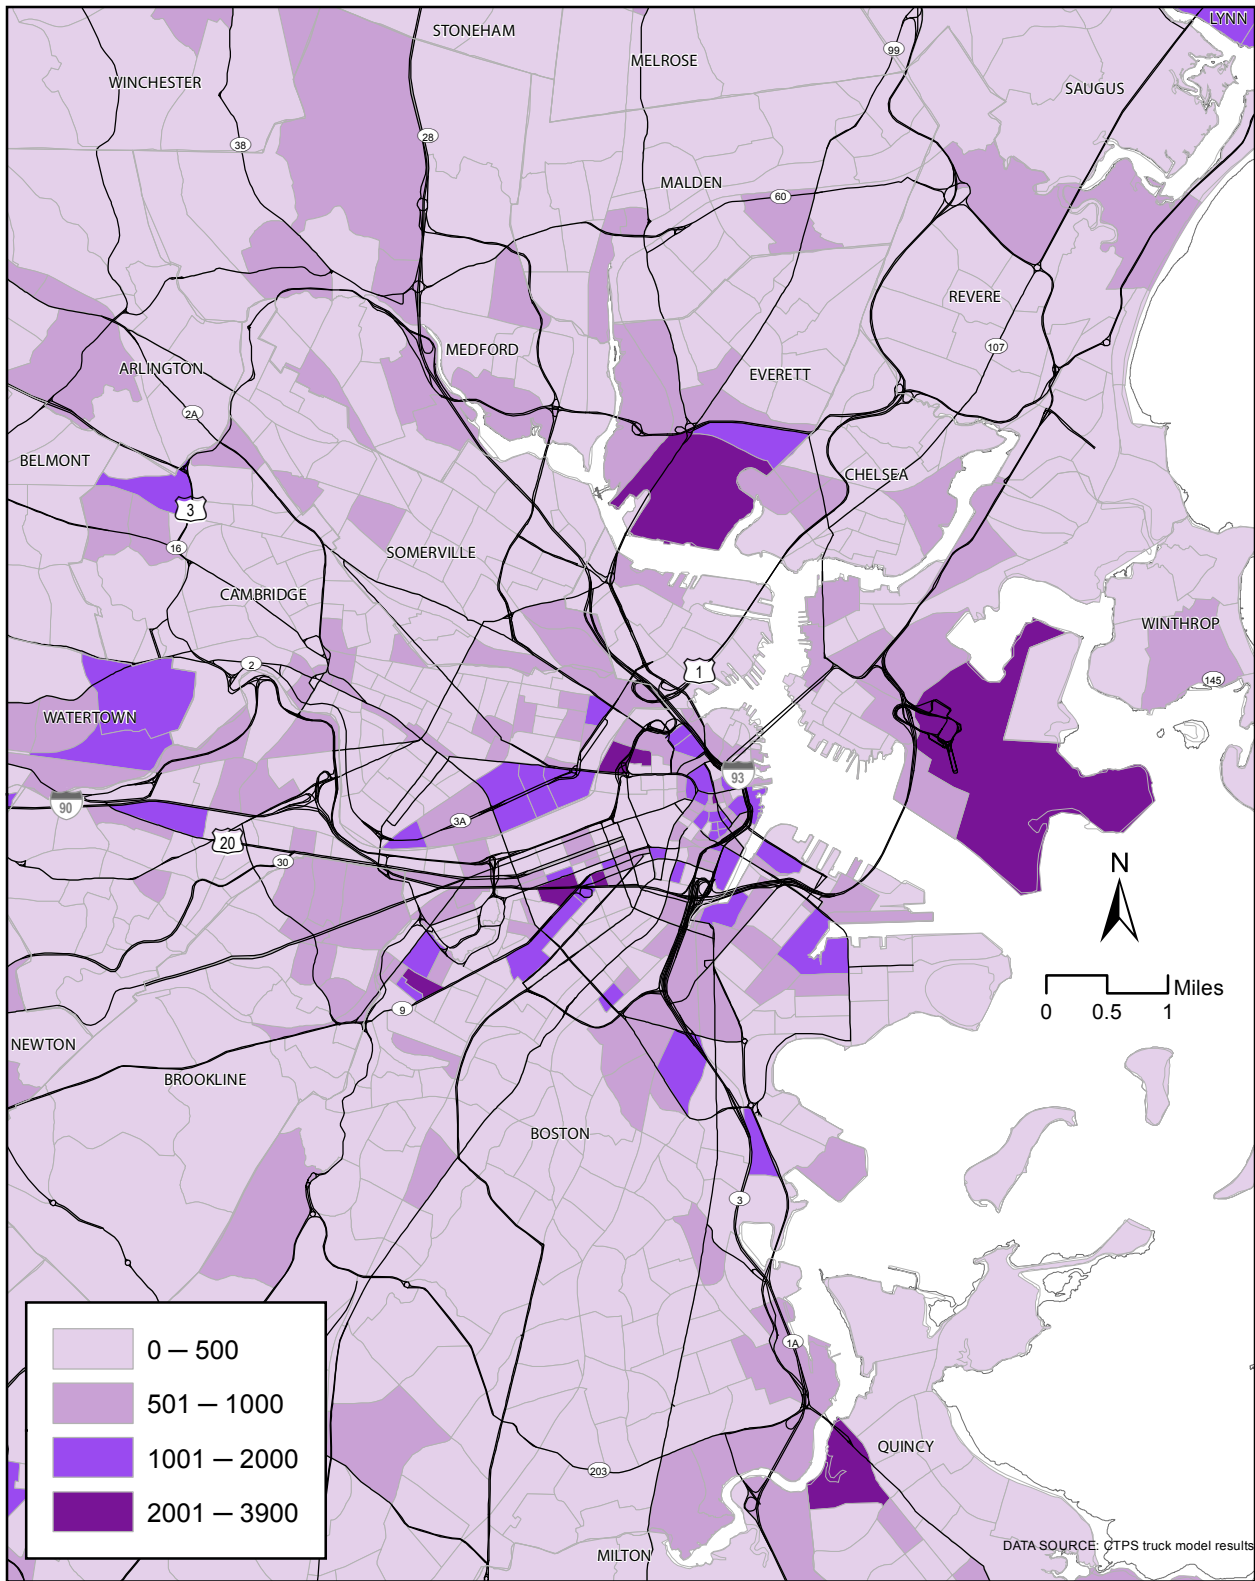 LYNN
STONEHAM
99
MELROSE
WINCHESTER
SAUGUS
28
38
MALDEN
60
REVERE
107
MEDFORD
ARLINGTON
EVERETT
2A
BELMONT
CHELSEA
3
16
SOMERVILLE
CAMBRIDGE
WINTHROP
2
1
145
WATERTOWN
93
90
3A
20
30
N
Miles
0 0.5 1
9
NEWTON
BROOKLINE
BOSTON
3
1A
0 – 500
501 – 1000
1001 – 2000
2001 – 3900
QUINCY
203
DATA SOURCE: CTPS truck model results
MILTON